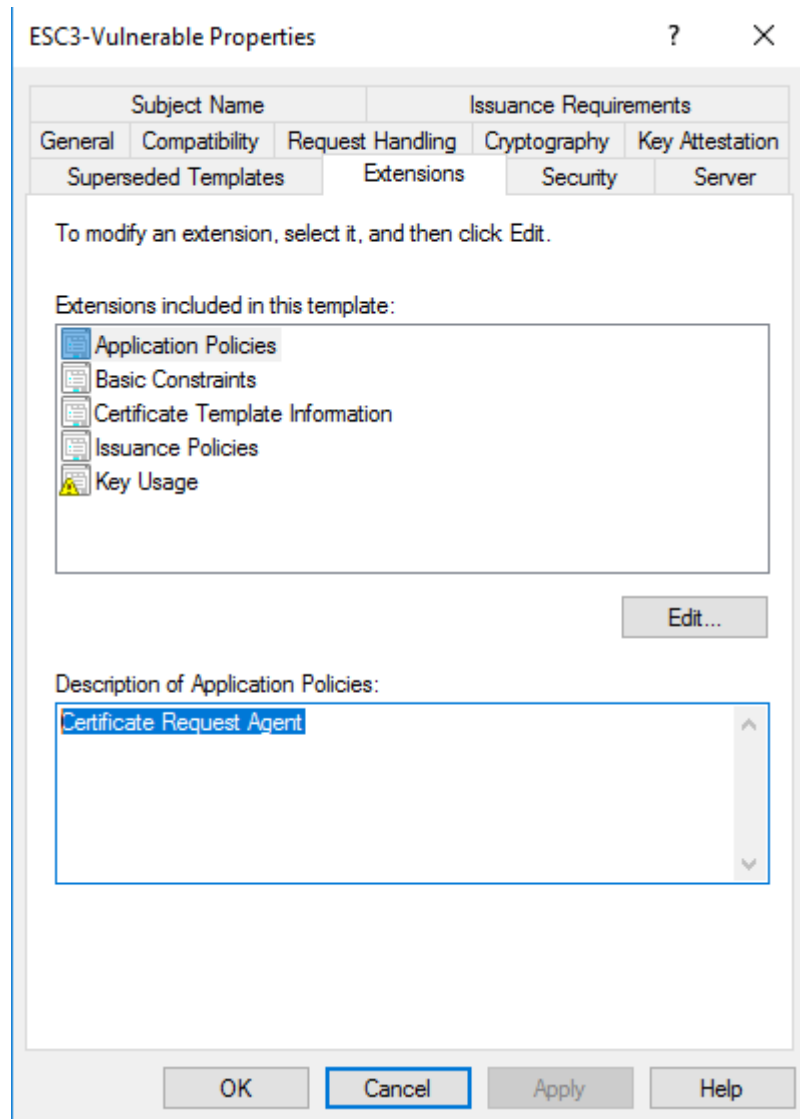 ESC3-Vulnerable Properties ?
Subject Name Issuance Requirements
General Compatibility Request Handling Cryptography Key Attestation
Superseded Templates Extensions Security Server
To modify an extension, select it, and then click Edit.
Extensions included in this template:
Application Policies
Basic Constraints
Certificate Template Information
Issuance Policies
Key Usage
Edit...
Description of Application Policies:
Certificate Request Agent
OK Cancel Apply Help